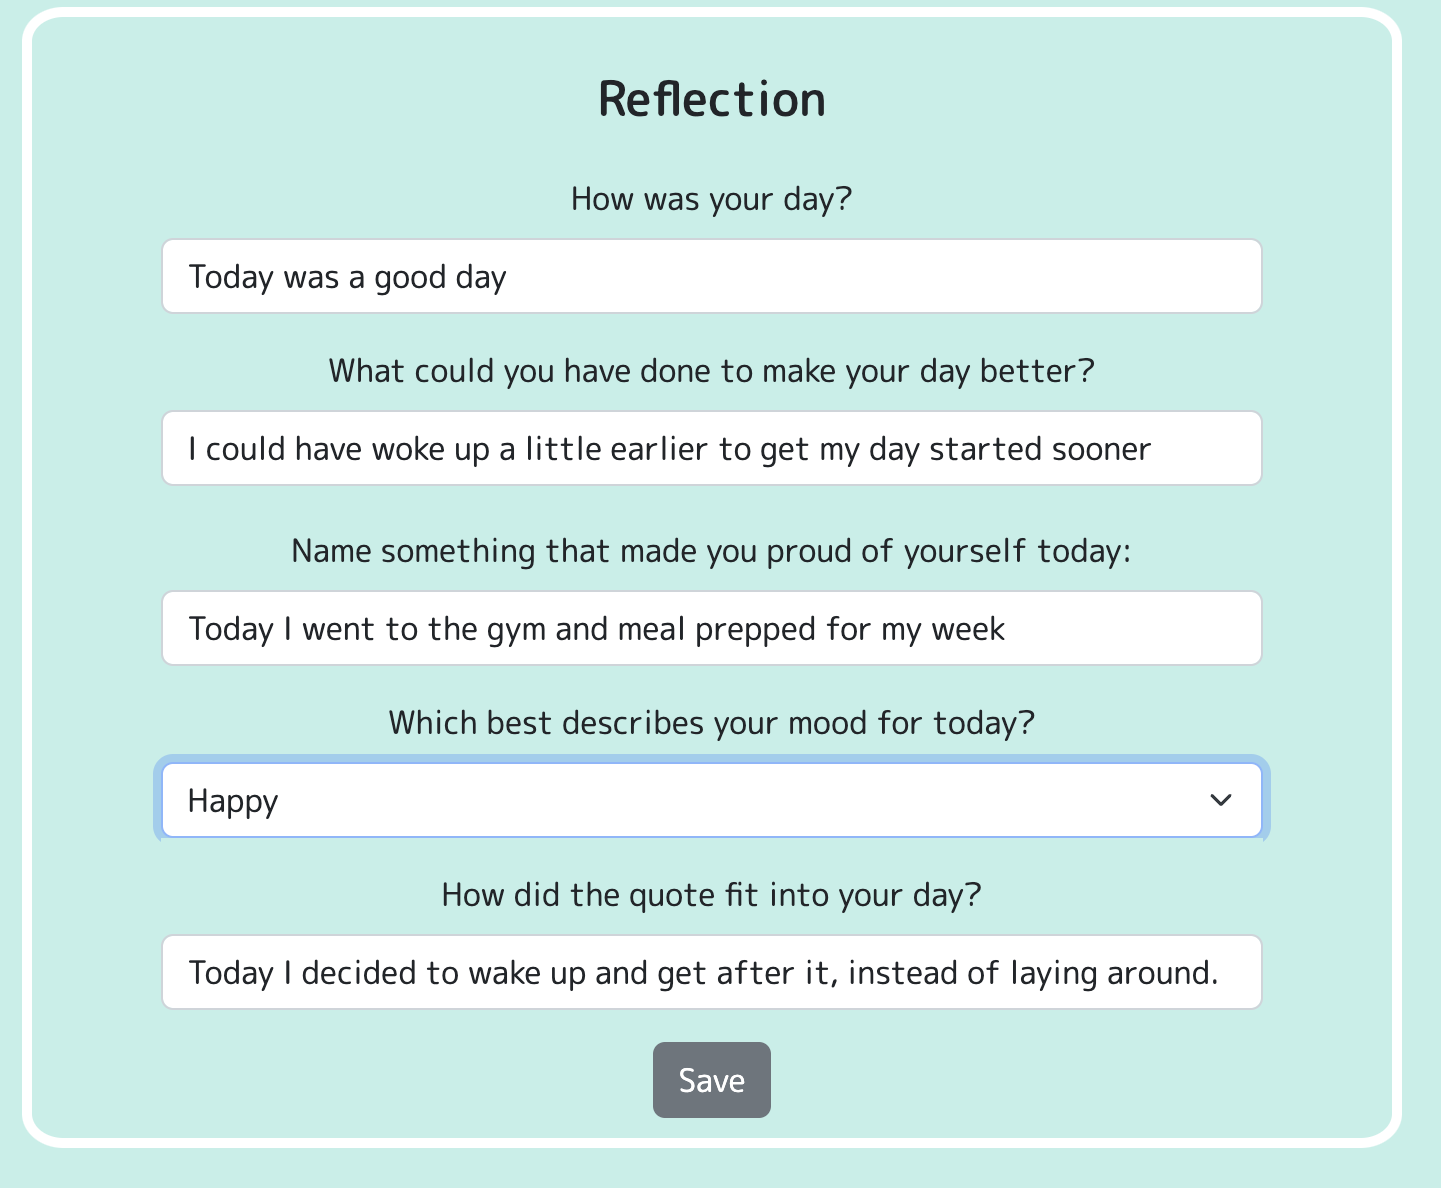 Reflection
How was your day?
Today was a good day
What could you have done to make your day better?
I could have woke up a little earlier to get my day started sooner
Name something that made you proud of yourself today:
Today I went to the gym and meal prepped for my week
Which best describes your mood for today?
Happy
How did the quote fit into your day?
Today I decided to wake up and get after it, instead of laying around.
Save